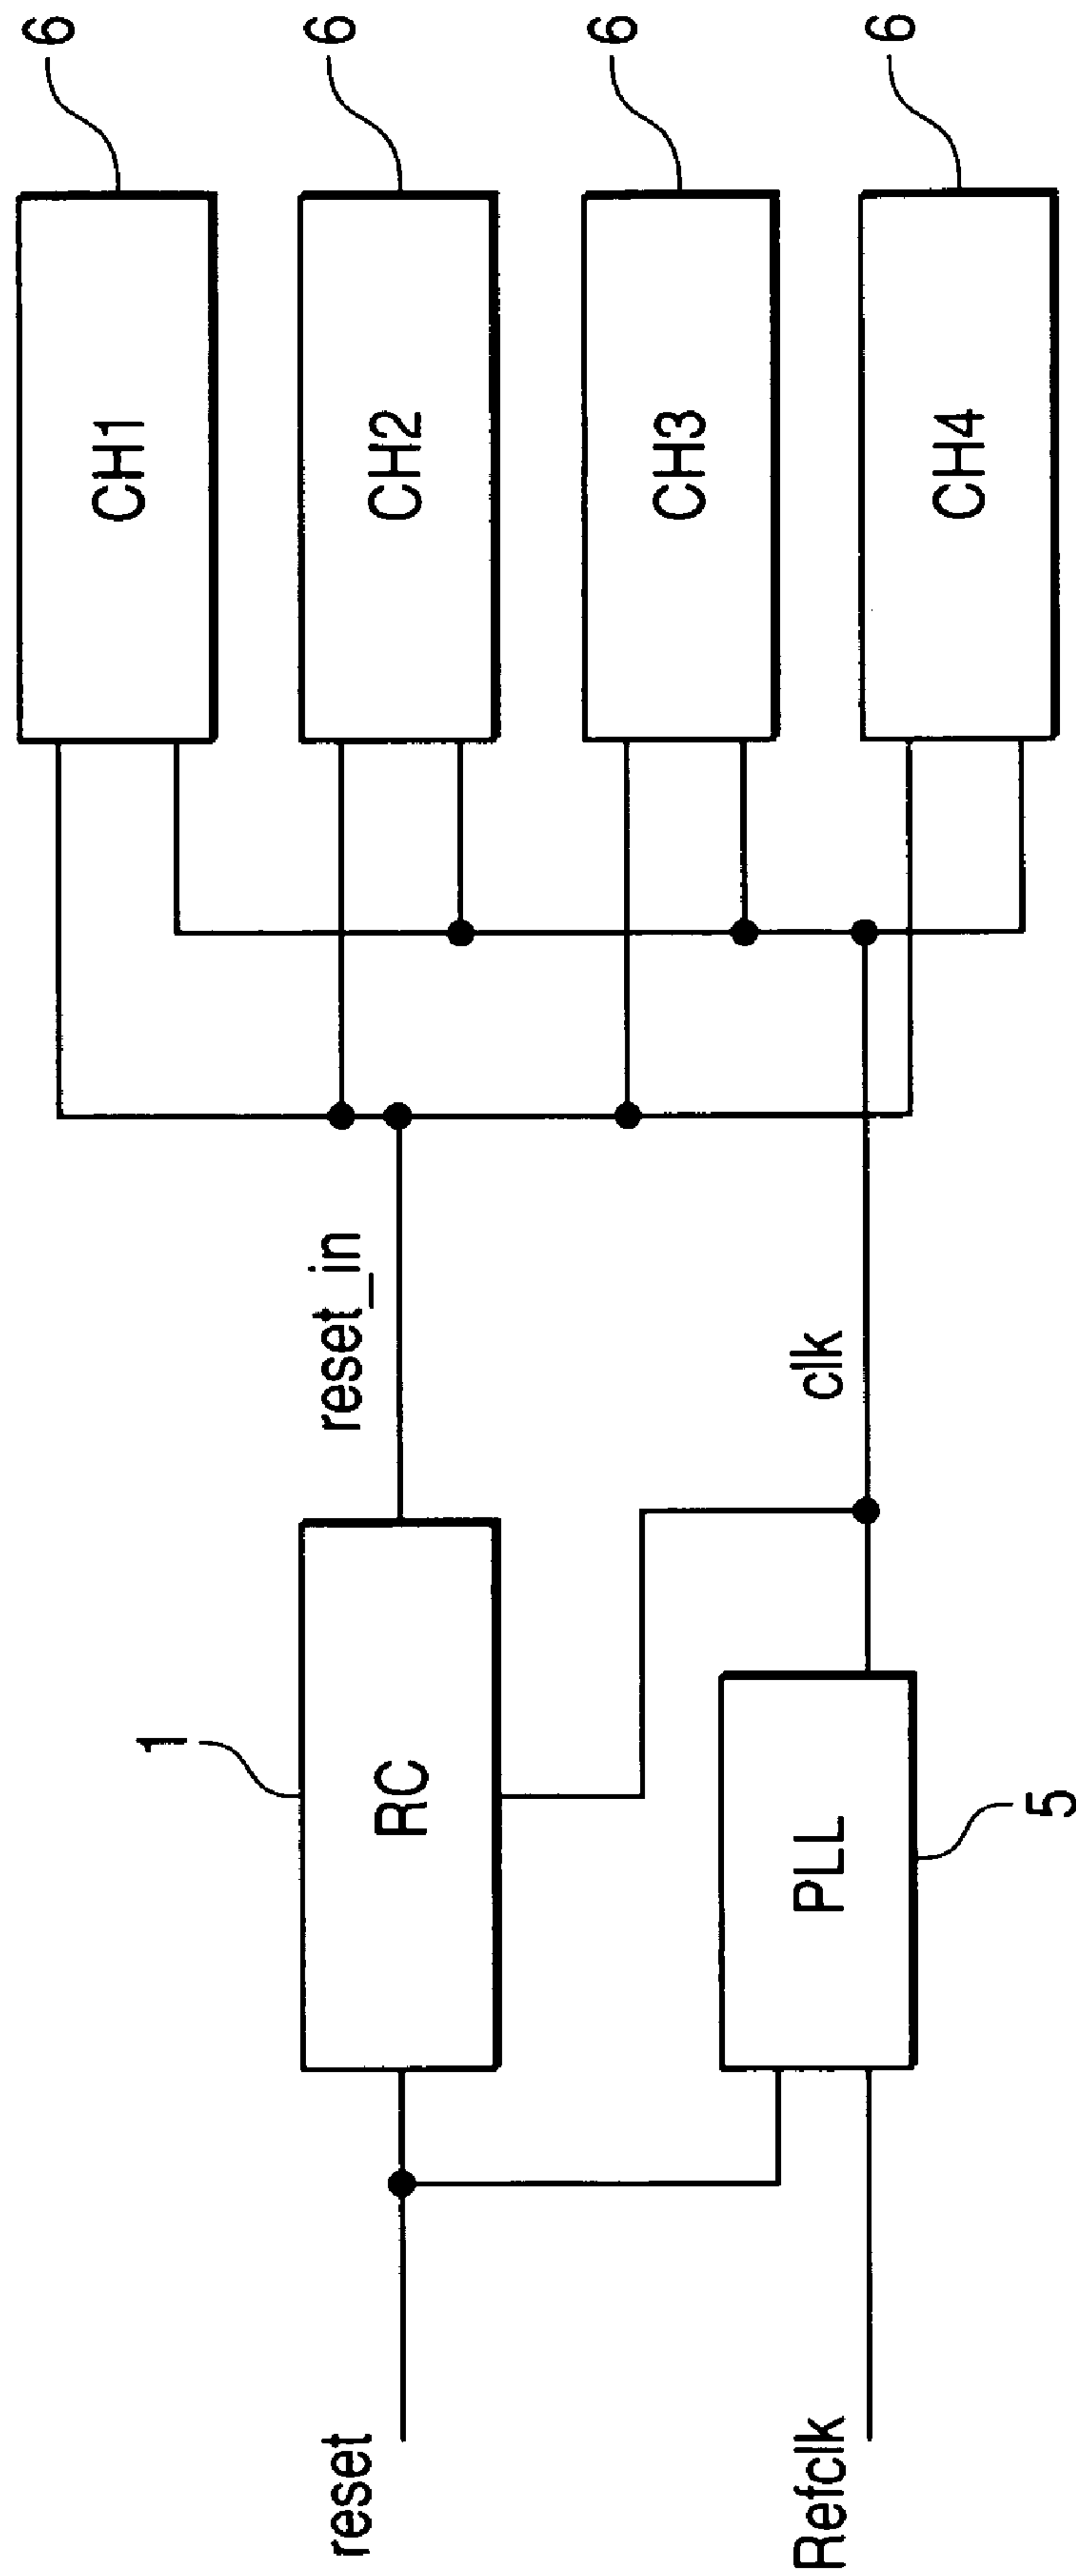 reset
Refclk
1
RC
PLL
5
reset_in
clk
CH1
6
CH2
6
CH3
6
CH4
6